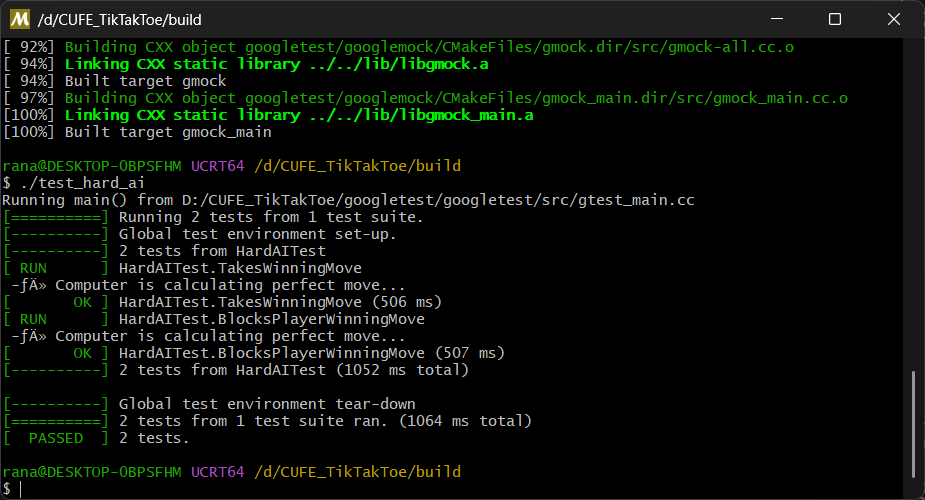 M /d/CUFE_TikTakToe/build
[ 92%] Building CXX object googletest/googlemock/CMakeFiles/gmock.dir/src/gmock-all.cc.o
[ 94%] Linking CXX static library ../../lib/libgmock.a
[ 94%] Built target gmock
[ 97%] Building CXX object googletest/googlemock/CMakeFiles/gmock_main.dir/src/gmock_main.cc.o
[100%] Linking CXX static library ../../lib/libgmock_main.a
[100%] Built target gmock_main

rana@DESKTOP-OBPSFHM UCRT64 /d/CUFE_TikTakToe/build
$ ./test_hard_ai
Running main() from D:/CUFE_TikTakToe/googletest/googletest/src/gtest_main.cc
[==========] Running 2 tests from 1 test suite.
[----------] Global test environment set-up.
[----------] 2 tests from HardAITest
[ RUN      ] HardAITest.TakesWinningMove
 -ƒÄ» Computer is calculating perfect move...
[       OK ] HardAITest.TakesWinningMove (506 ms)
[ RUN      ] HardAITest.BlocksPlayerWinningMove
 -ƒÄ» Computer is calculating perfect move...
[       OK ] HardAITest.BlocksPlayerWinningMove (507 ms)
[----------] 2 tests from HardAITest (1052 ms total)

[----------] Global test environment tear-down
[==========] 2 tests from 1 test suite ran. (1064 ms total)
[  PASSED  ] 2 tests.

rana@DESKTOP-OBPSFHM UCRT64 /d/CUFE_TikTakToe/build
$